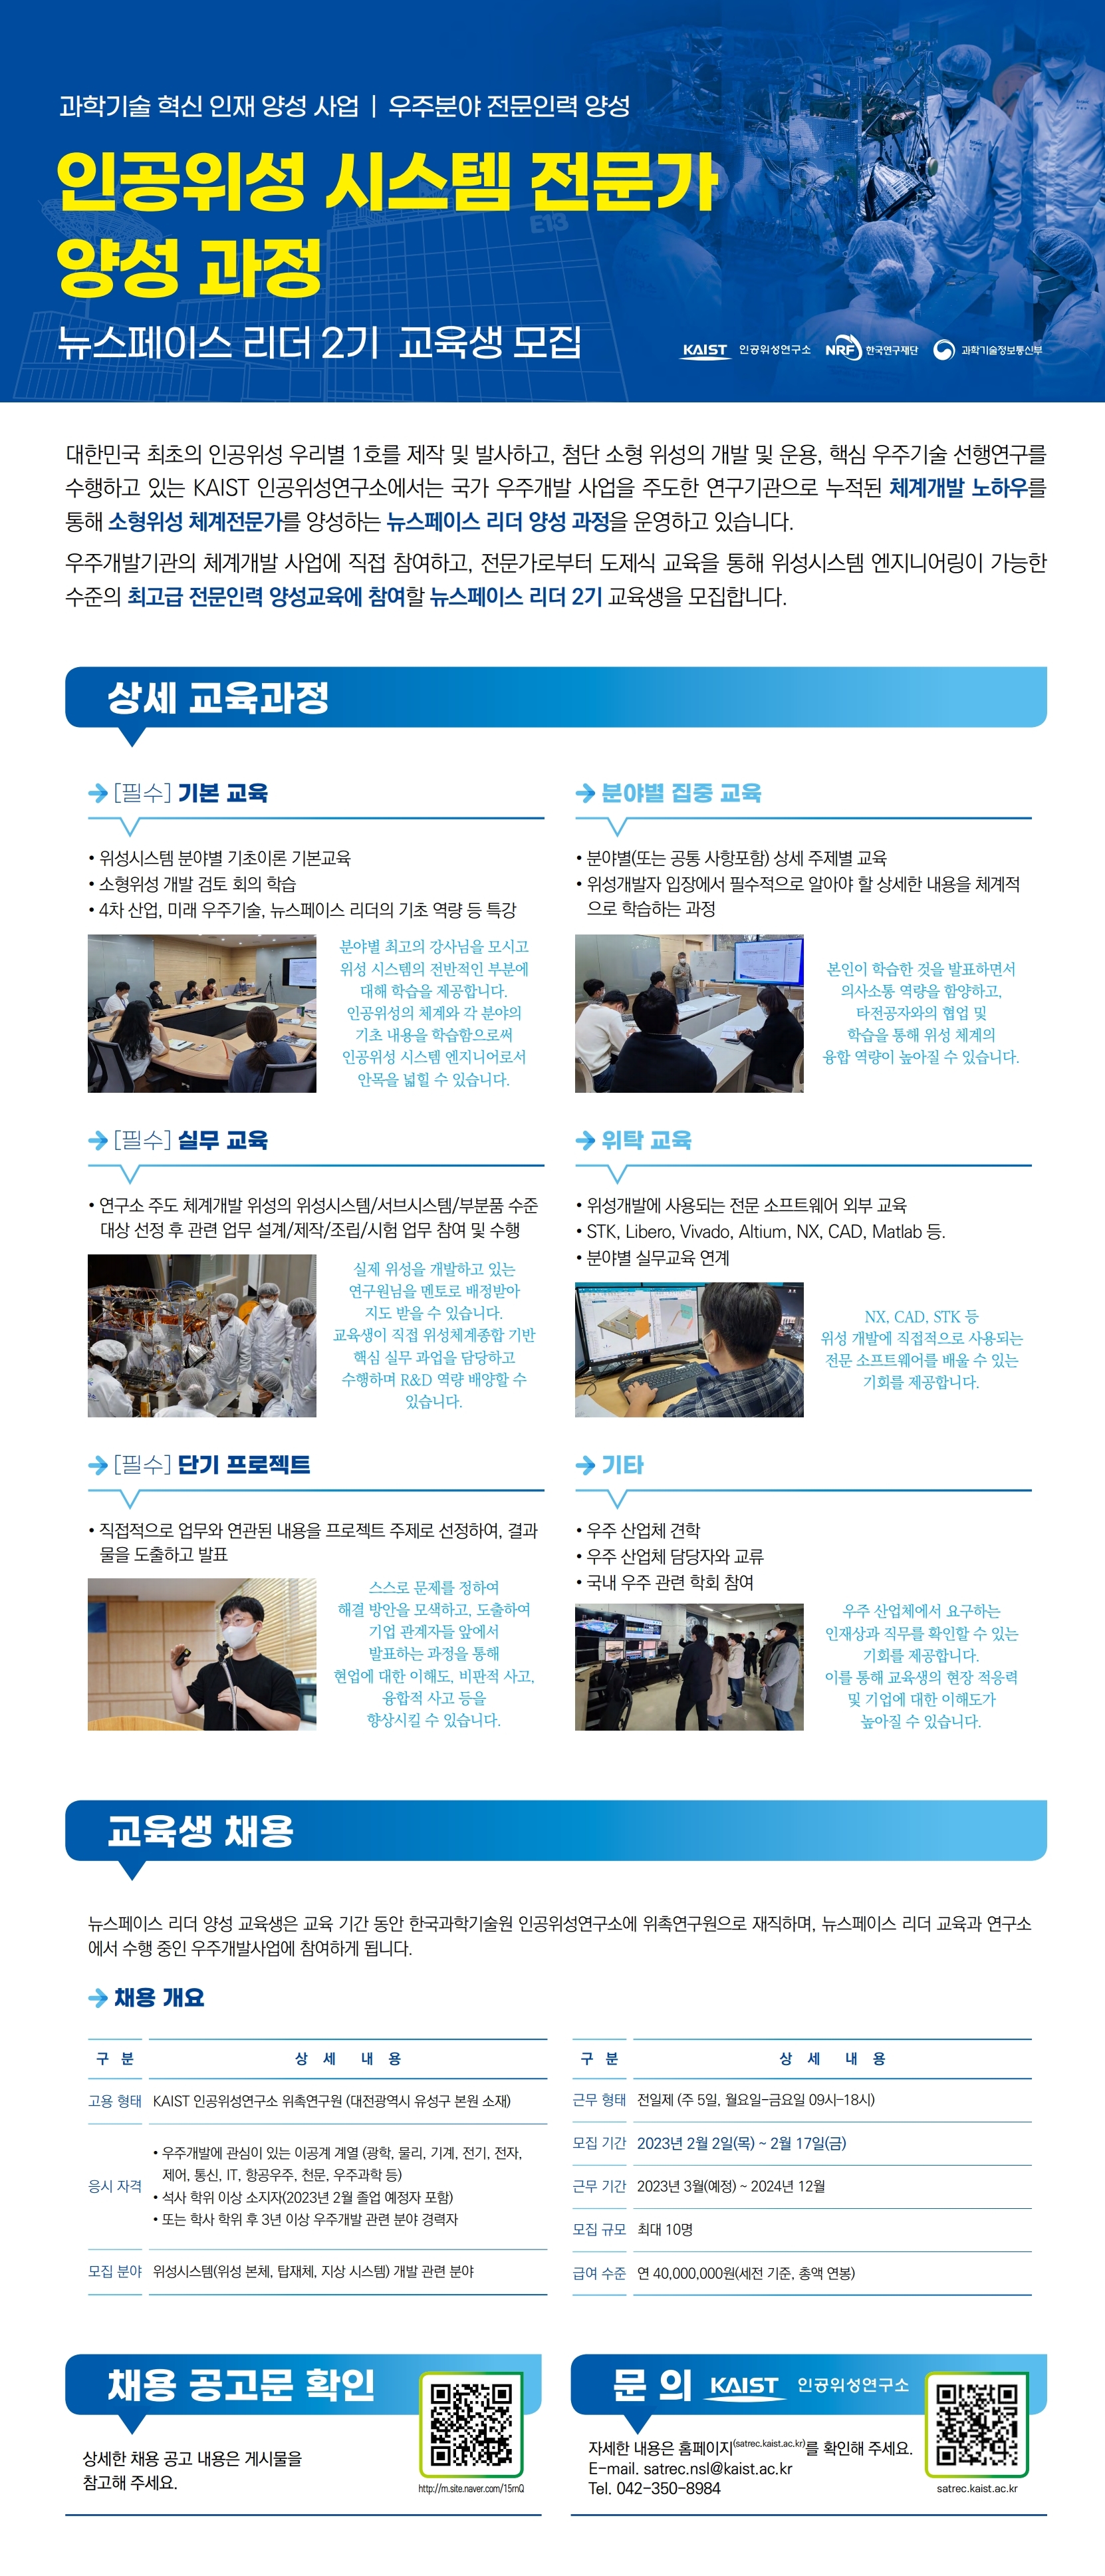 과학기술 혁신 인재 양성 사업 | 우주분야 전문인력 양성
인공위성 시스템 전문가
양성 과정
E13
뉴스페이스 리더 2기 교육생 모집
KAIST 인공위성연구소 NRF 한국연구재단 과학기술정보통신부
대한민국 최초의 인공위성 우리별 1호를 제작 및 발사하고, 첨단 소형 위성의 개발 및 운용, 핵심 우주기술 선행연구를
수행하고 있는 KAIST 인공위성연구소에서는 국가 우주개발 사업을 주도한 연구기관으로 누적된 체계개발 노하우를
통해 소형위성 체계전문가를 양성하는 뉴스페이스 리더 양성 과정을 운영하고 있습니다.
우주개발기관의 체계개발 사업에 직접 참여하고, 전문가로부터 도제식 교육을 통해 위성시스템 엔지니어링이 가능한
수준의 최고급 전문인력 양성교육에 참여할 뉴스페이스 리더 2기 교육생을 모집합니다.
상세 교육과정
[필수] 기본 교육
• 위성시스템 분야별 기초이론 기본교육
• 소형위성 개발 검토 회의 학습
• 4차 산업, 미래 우주기술, 뉴스페이스 리더의 기초 역량 등 특강
분야별 최고의 강사님을 모시고
위성 시스템의 전반적인 부분에
대해 학습을 제공합니다.
인공위성의 체계와 각 분야의
기초 내용을 학습함으로써
인공위성 시스템 엔지니어로서
안목을 넓힐 수 있습니다.
분야별 집중 교육
• 분야별(또는 공통 사항포함) 상세 주제별 교육
• 위성개발자 입장에서 필수적으로 알아야 할 상세한 내용을 체계적
으로 학습하는 과정
본인이 학습한 것을 발표하면서
의사소통 역량을 함양하고,
타전공자와의 협업 및
학습을 통해 위성 체계의
융합 역량이 높아질 수 있습니다.
[필수] 실무 교육
• 연구소 주도 체계개발 위성의 위성시스템/서브시스템/부분품 수준
대상 선정 후 관련 업무 설계/제작/조립/시험 업무 참여 및 수행
실제 위성을 개발하고 있는
연구원님을 멘토로 배정받아
지도 받을 수 있습니다.
교육생이 직접 위성체계종합 기반
핵심 실무 과업을 담당하고
수행하며 R&D 역량 배양할 수
있습니다.
위탁 교육
• 위성개발에 사용되는 전문 소프트웨어 외부 교육
• STK, Libero, Vivado, Altium, NX, CAD, Matlab 등.
• 분야별 실무교육 연계
NX, CAD, STK 등
위성 개발에 직접적으로 사용되는
전문 소프트웨어를 배울 수 있는
기회를 제공합니다.
[필수] 단기 프로젝트
• 직접적으로 업무와 연관된 내용을 프로젝트 주제로 선정하여, 결과
물을 도출하고 발표
스스로 문제를 정하여
해결 방안을 모색하고, 도출하여
기업 관계자들 앞에서
발표하는 과정을 통해
현업에 대한 이해도, 비판적 사고,
융합적 사고 등을
향상시킬 수 있습니다.
기타
• 우주 산업체 견학
• 우주 산업체 담당자와 교류
• 국내 우주 관련 학회 참여
우주 산업체에서 요구하는
인재상과 직무를 확인할 수 있는
기회를 제공합니다.
이를 통해 교육생의 현장 적응력
및 기업에 대한 이해도가
높아질 수 있습니다.
교육생 채용
뉴스페이스 리더 양성 교육생은 교육 기간 동안 한국과학기술원 인공위성연구소에 위촉연구원으로 재직하며, 뉴스페이스 리더 교육과 연구소
에서 수행 중인 우주개발사업에 참여하게 됩니다.
채용 개요
구 분 상 세 내 용
고용 형태 KAIST 인공위성연구소 위촉연구원 (대전광역시 유성구 본원 소재)
응시 자격
• 우주개발에 관심이 있는 이공계 계열 (광학, 물리, 기계, 전기, 전자,
제어, 통신, IT, 항공우주, 천문, 우주과학 등)
• 석사 학위 이상 소지자(2023년 2월 졸업 예정자 포함)
• 또는 학사 학위 후 3년 이상 우주개발 관련 분야 경력자
모집 분야 위성시스템(위성 본체, 탑재체, 지상 시스템) 개발 관련 분야
구 분 상 세 내 용
근무 형태 전일제 (주 5일, 월요일-금요일 09시-18시)
모집 기간 2023년 2월 2일(목) ~ 2월 17일(금)
근무 기간 2023년 3월(예정) ~ 2024년 12월
모집 규모 최대 10명
급여 수준 연 40,000,000원(세전 기준, 총액 연봉)
채용 공고문 확인
상세한 채용 공고 내용은 게시물을
참고해 주세요.
http://m.site.naver.com/15rnQ
문 의 KAIST 인공위성연구소
자세한 내용은 홈페이지(satrec.kaist.ac.kr)를 확인해 주세요.
E-mail. satrec.nsl@kaist.ac.kr
Tel. 042-350-8984
satrec.kaist.ac.kr